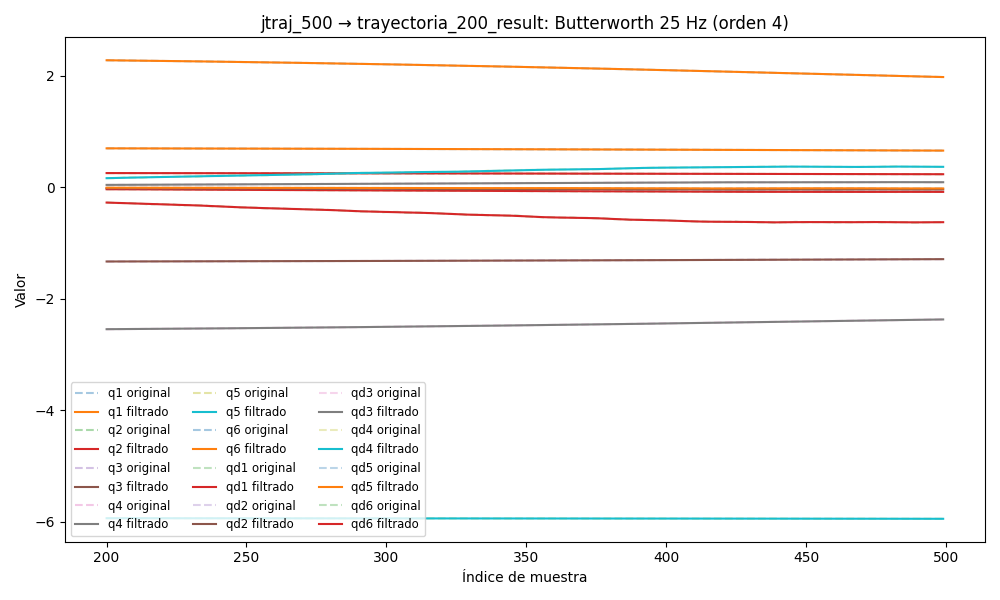 jtraj_500 → trayectoria_200_result: Butterworth 25 Hz (orden 4)
Valor
2
0
−2
−4
−6
q1 original
q1 filtrado
q2 original
q2 filtrado
q3 original
q3 filtrado
q4 original
q4 filtrado
q5 original
q5 filtrado
q6 original
q6 filtrado
qd1 original
qd1 filtrado
qd2 original
qd2 filtrado
qd3 original
qd3 filtrado
qd4 original
qd4 filtrado
qd5 original
qd5 filtrado
qd6 original
qd6 filtrado
200
250
300
350
400
450
500
Índice de muestra